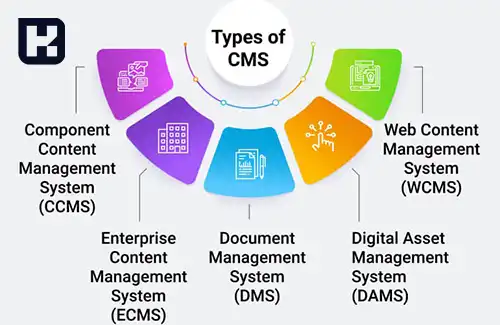 Types of
CMS
Component
Content
Management
System
(CCMS)
Enterprise
Content
Management
System
(ECMS)
Document
Management
System
(DMS)
Digital Asset
Management
System
(DAMS)
Web Content
Management
System
(WCMS)